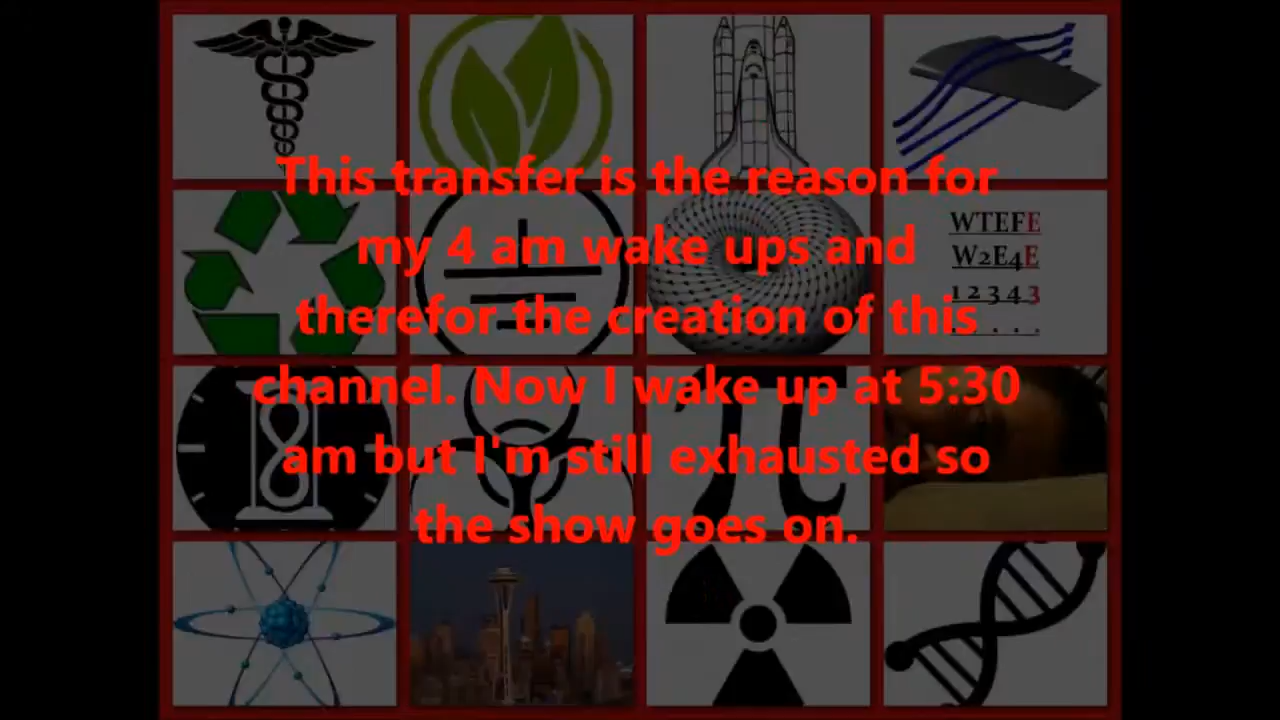 This transfer is the reason for
my 4 am wake ups and
therefor the creation of this
channel. Now I wake up at 5:30
am but I'm still exhausted so
the show goes on.
WTEFE
W2E4E
12343
. . . .